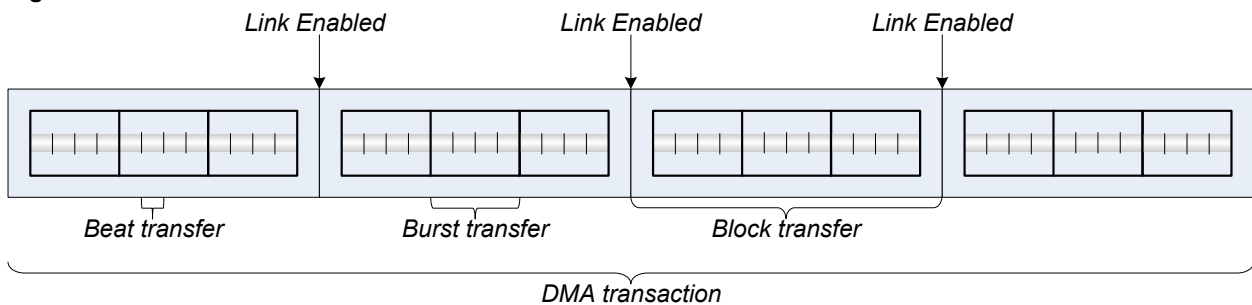 Link Enabled
Link Enabled
Link Enabled
Beat transfer
Burst transfer
Block transfer
DMA transaction